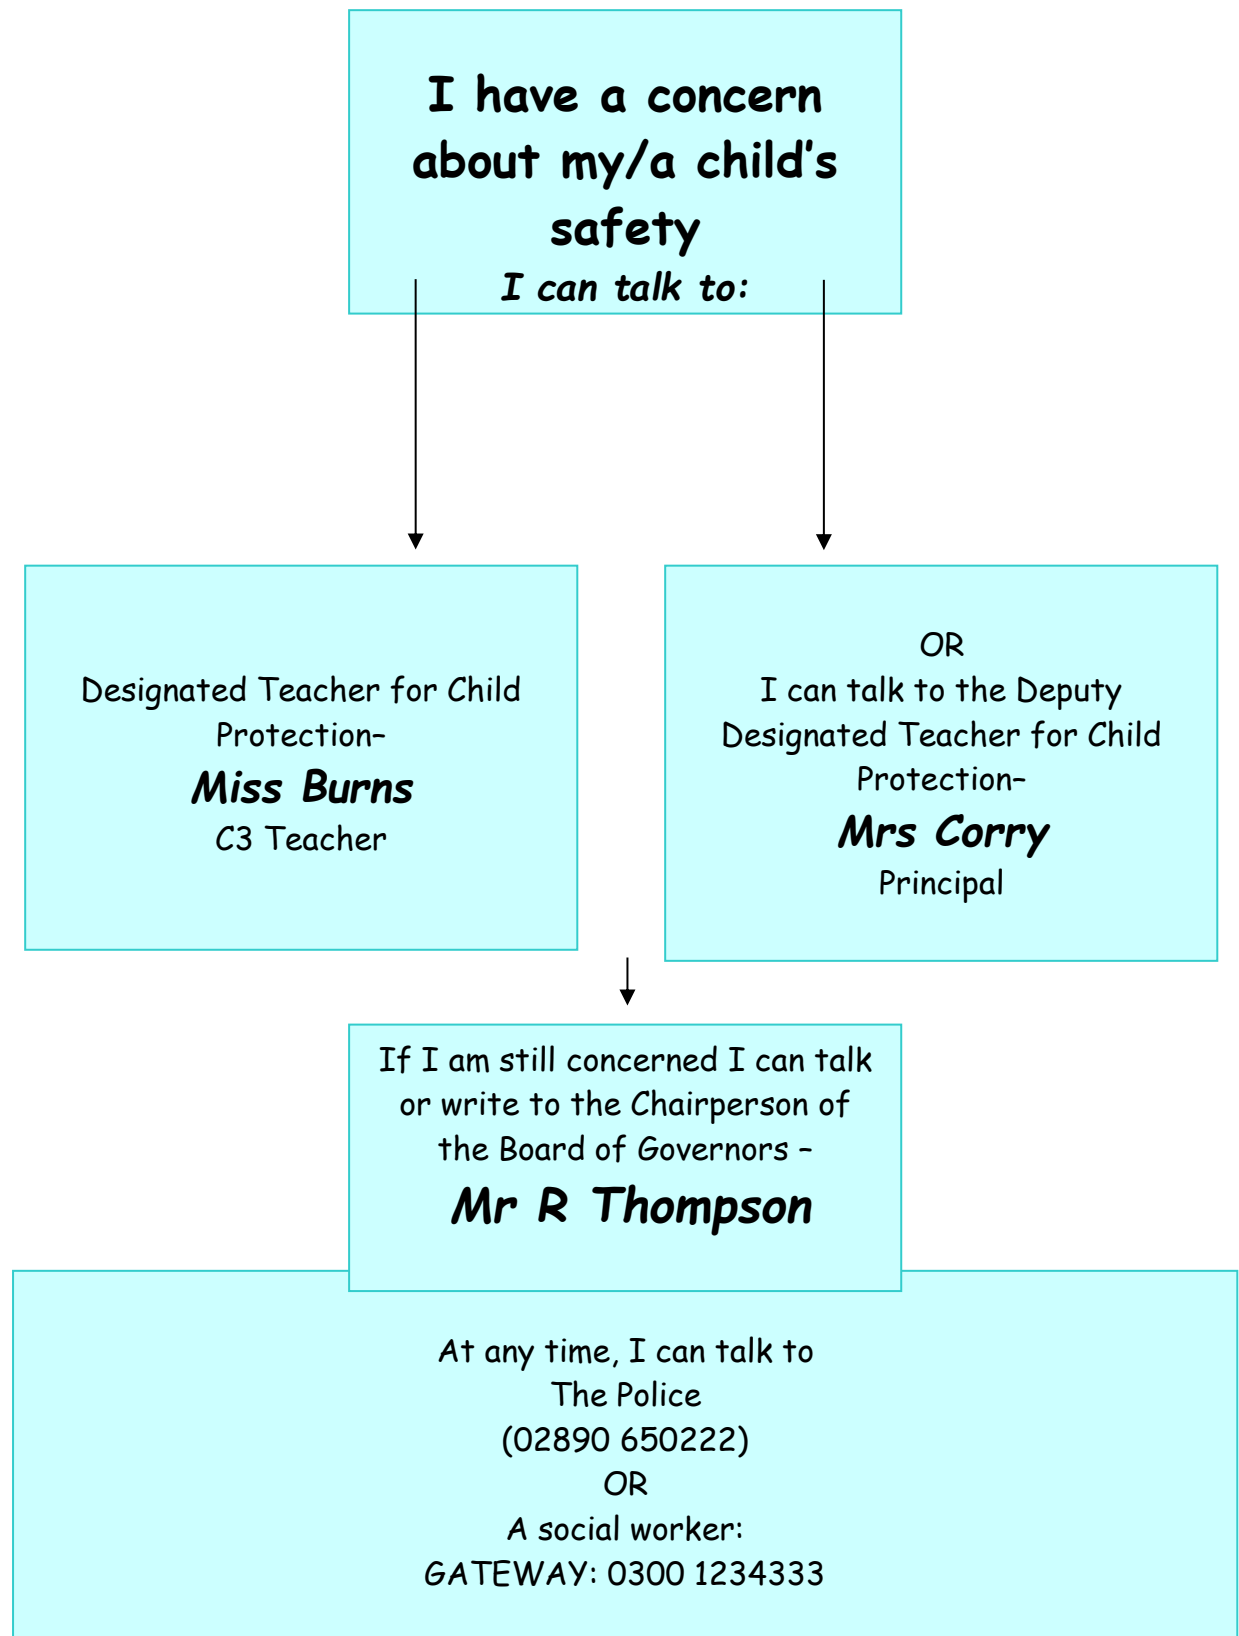 I have a concern
about my/a child's
safety
I can talk to:
Designated Teacher for Child
Protection–
Miss Burns
C3 Teacher
OR
I can talk to the Deputy
Designated Teacher for Child
Protection–
Mrs Corry
Principal
If I am still concerned I can talk
or write to the Chairperson of
the Board of Governors –
Mr R Thompson
At any time, I can talk to
The Police
(02890 650222)
OR
A social worker:
GATEWAY: 0300 1234333